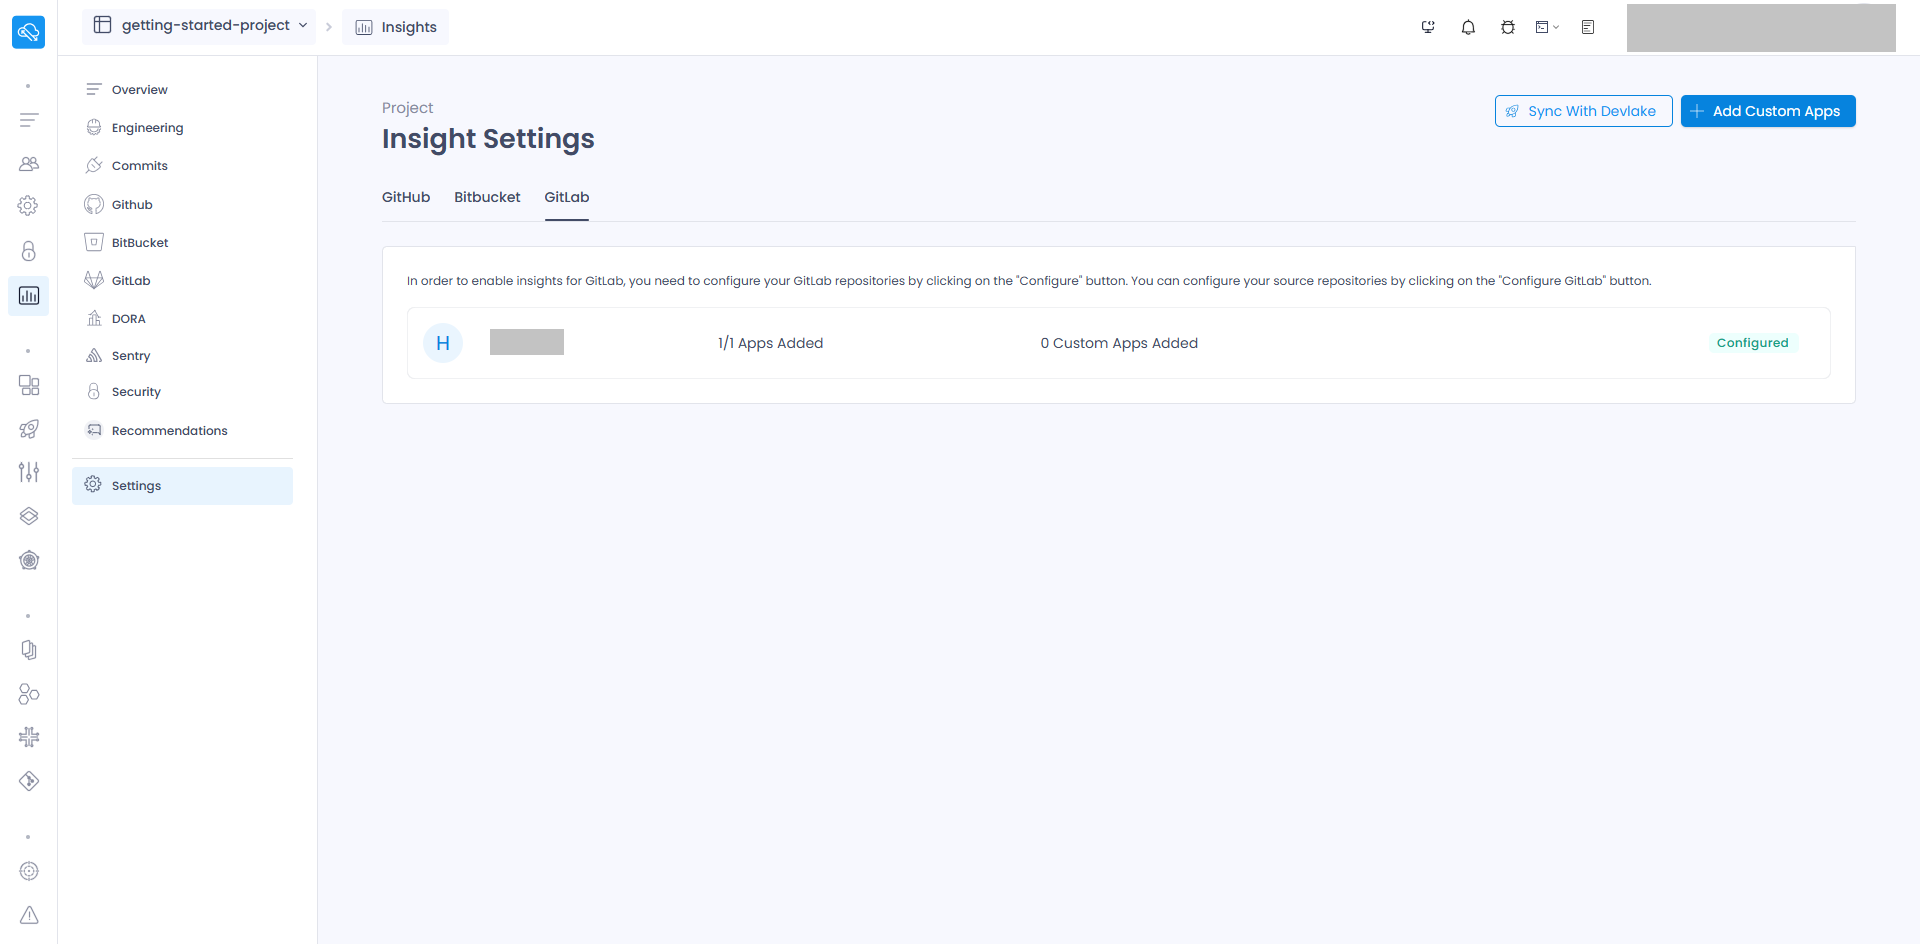 getting-started-project
Insights
Overview
Engineering
Commits
Github
BitBucket
GitLab
DORA
Sentry
Security
Recommendations
Settings
Project
Insight Settings
Sync With Devlake
Add Custom Apps
GitHub Bitbucket GitLab
In order to enable insights for GitLab, you need to configure your GitLab repositories by clicking on the "Configure" button. You can configure your source repositories by clicking on the "Configure GitLab" button.
H 1/1 Apps Added 0 Custom Apps Added Configured